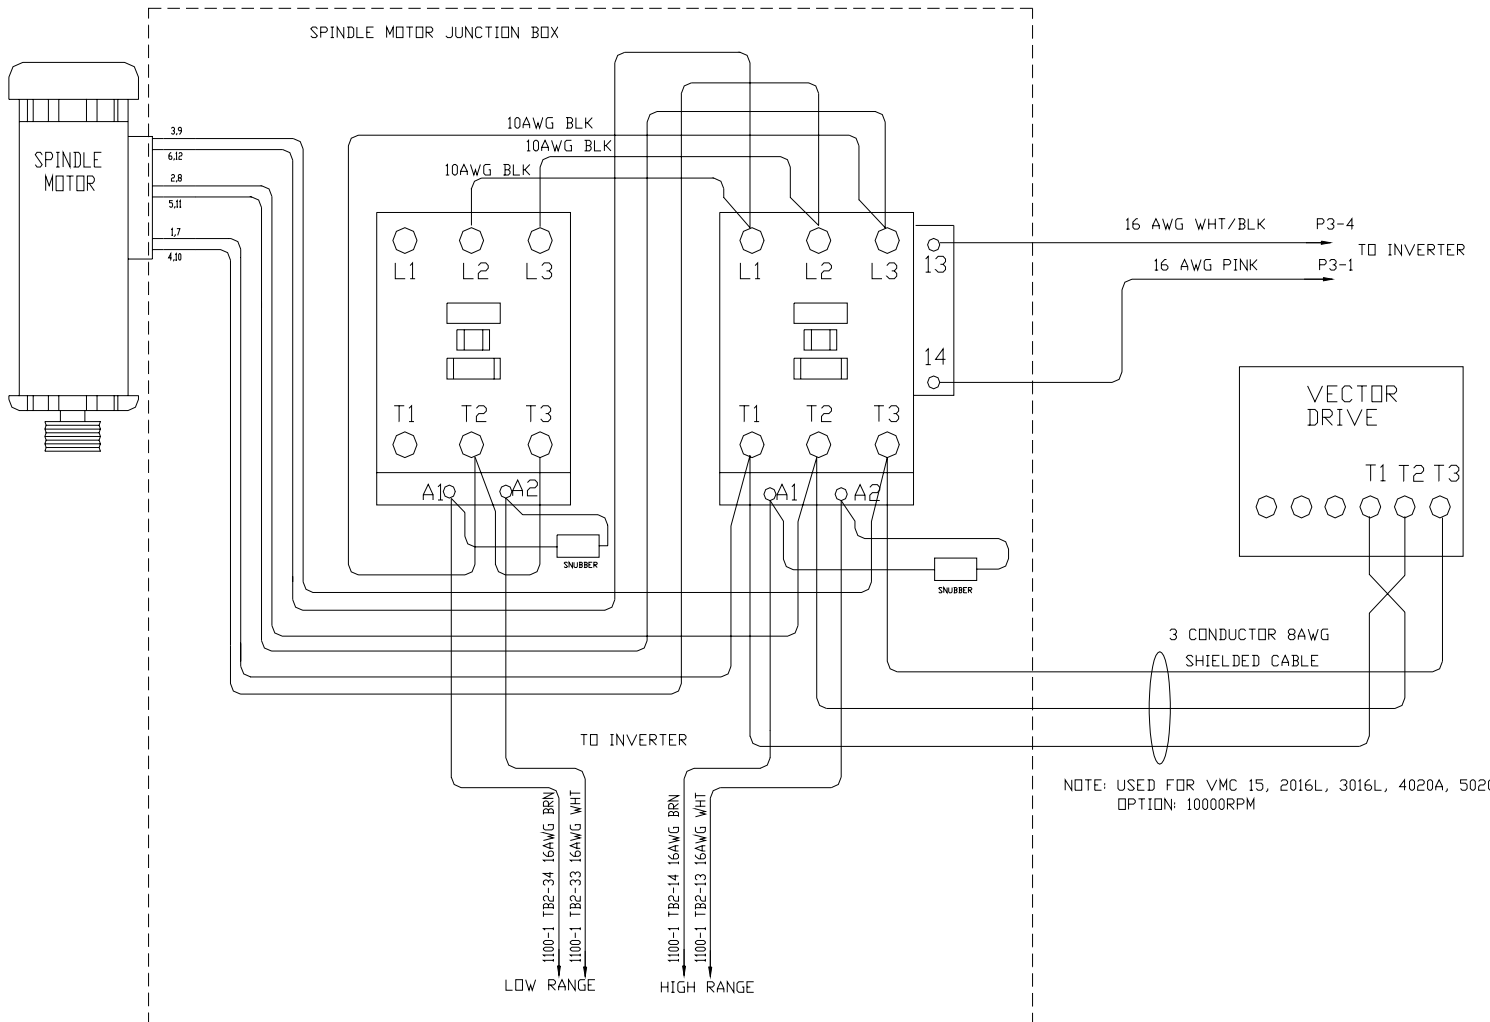 SPINDLE MOTOR JUNCTION BOX
SPINDLE
MOTOR
3,9
6,12
2,8
5,11
1,7
4,10
10AWG BLK
10AWG BLK
10AWG BLK
L1 L2 L3
T1 T2 T3
A1 A2
SNUBBER
L1 L2 L3
13
14
T1 T2 T3
A1 A2
SNUBBER
16 AWG WHT/BLK P3-4
16 AWG PINK P3-1
TO INVERTER
VECTOR
DRIVE
T1 T2 T3
3 CONDUCTOR 8AWG
SHIELDED CABLE
TO INVERTER
NOTE: USED FOR VMC 15, 2016L, 3016L, 4020A,
OPTION: 10000RPM
1100-1 TB2-34 16AWG BRN
1100-1 TB2-33 16AWG WHT
1100-1 TB2-14 16AWG BRN
1100-1 TB2-13 16AWG WHT
LOW RANGE
HIGH RANGE